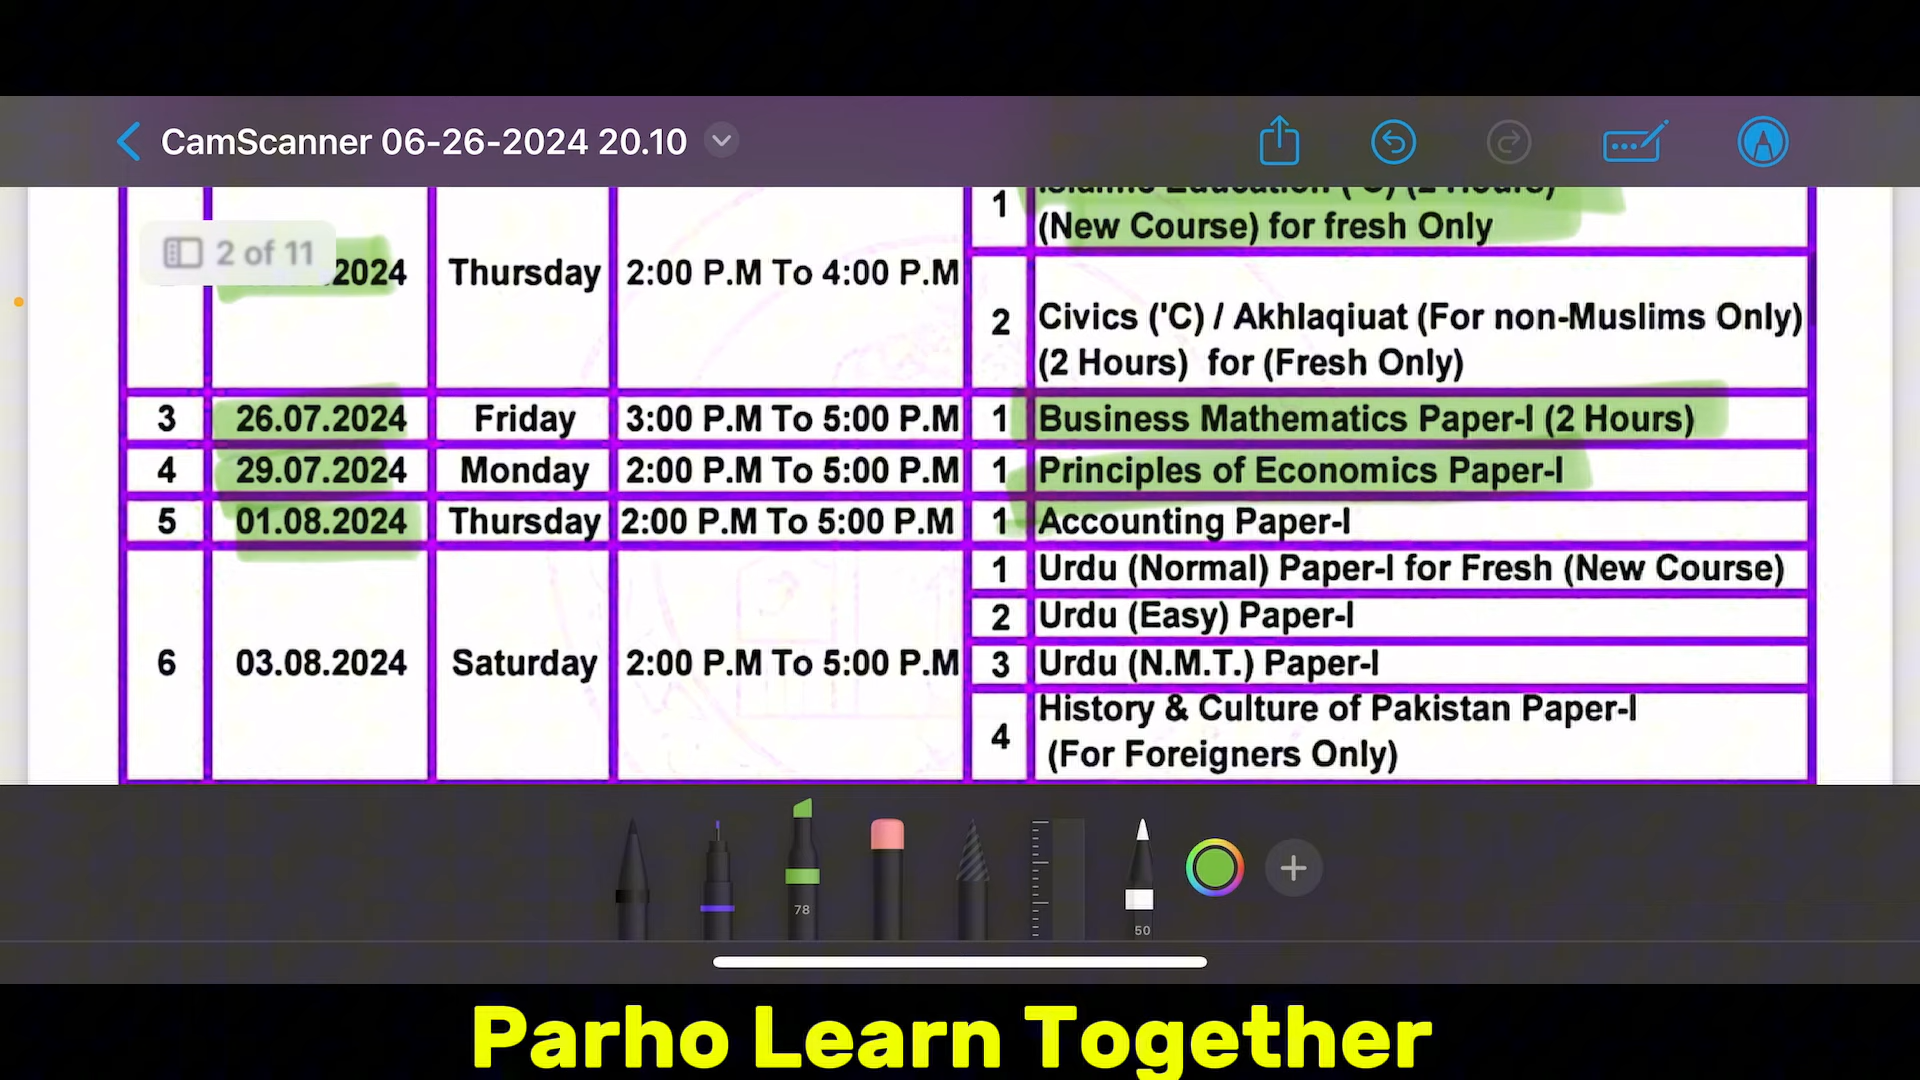 CamScanner 06-26-2024 20.10
2 of 11
2024
Thursday
2:00 P.M To 4:00 P.M
1
Islamic Education ('C) (2 Hours)
(New Course) for fresh Only
2
Civics ('C) / Akhlaqiuat (For non-Muslims Only)
(2 Hours) for (Fresh Only)
3 26.07.2024 Friday 3:00 P.M To 5:00 P.M 1 Business Mathematics Paper-I (2 Hours)
4 29.07.2024 Monday 2:00 P.M To 5:00 P.M 1 Principles of Economics Paper-I
5 01.08.2024 Thursday 2:00 P.M To 5:00 P.M 1 Accounting Paper-I
6 03.08.2024 Saturday 2:00 P.M To 5:00 P.M
1 Urdu (Normal) Paper-I for Fresh (New Course)
2 Urdu (Easy) Paper-I
3 Urdu (N.M.T.) Paper-I
4
History & Culture of Pakistan Paper-I
(For Foreigners Only)
78
50
Parho Learn Together